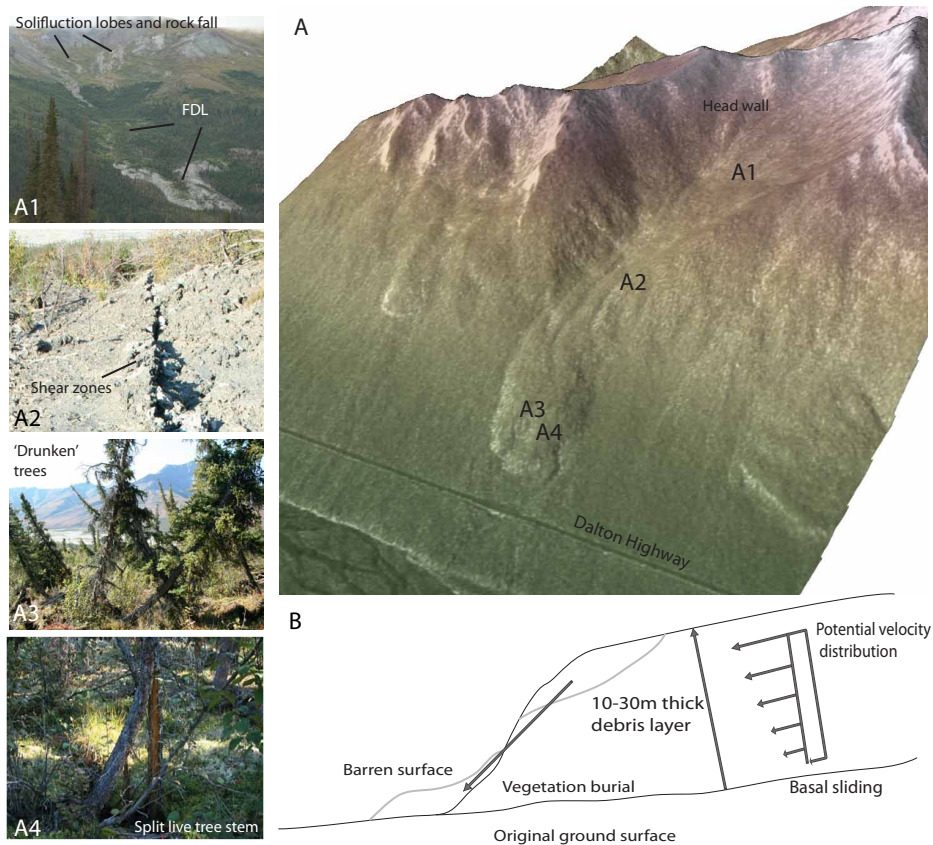 Solifluction lobes and rock fall
FDL
A1
Shear zones
A2
'Drunken'
trees
A3
Split live tree stem
A4
A
Head wall
A1
A2
A3
A4
Dalton Highway
B
Potential velocity
distribution
10-30m thick
debris layer
Barren surface
Vegetation burial
Basal sliding
Original ground surface